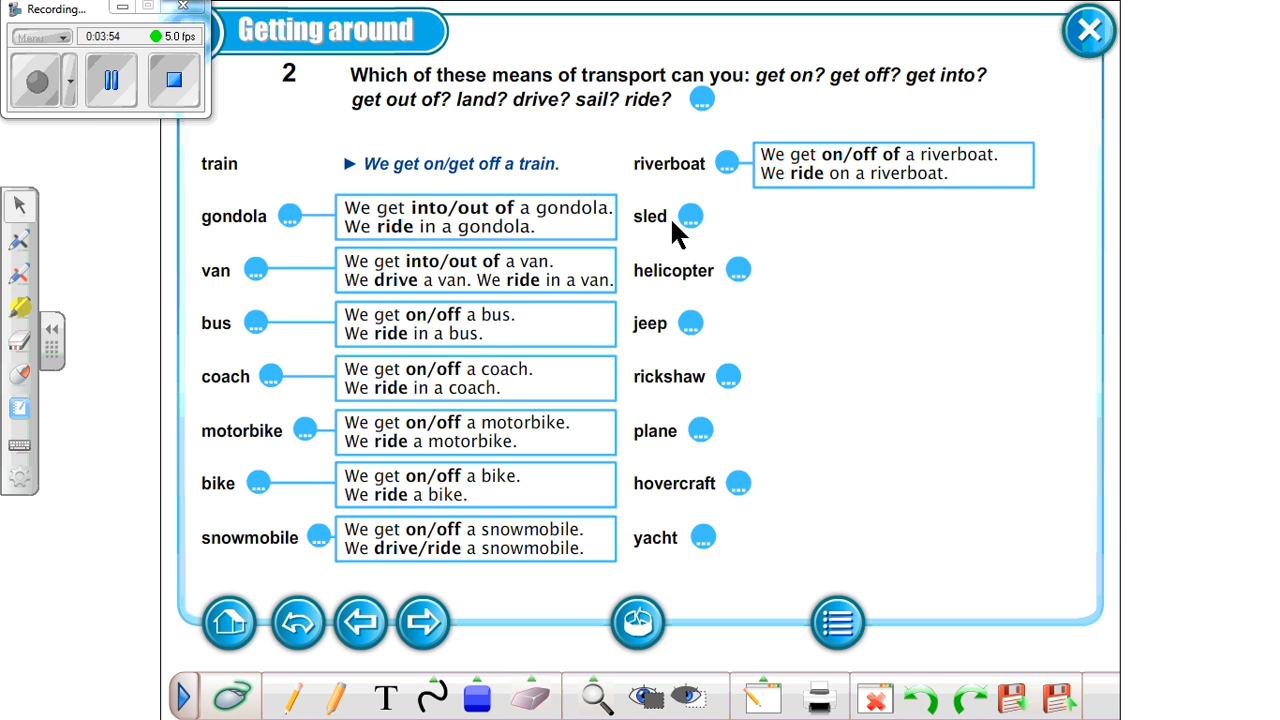 Recording...
Menu
0:03:54
5.0 fps
Getting around
2
Which of these means of transport can you: get on? get off? get into?
get out of? land? drive? sail? ride?
train
► We get on/get off a train.
gondola
We get into/out of a gondola.
We ride in a gondola.
van
We get into/out of a van.
We drive a van. We ride in a van.
bus
We get on/off a bus.
We ride in a bus.
coach
We get on/off a coach.
We ride in a coach.
motorbike
We get on/off a motorbike.
We ride a motorbike.
bike
We get on/off a bike.
We ride a bike.
snowmobile
We get on/off a snowmobile.
We drive/ride a snowmobile.
riverboat
We get on/off of a riverboat.
We ride on a riverboat.
sled
helicopter
jeep
rickshaw
plane
hovercraft
yacht
T